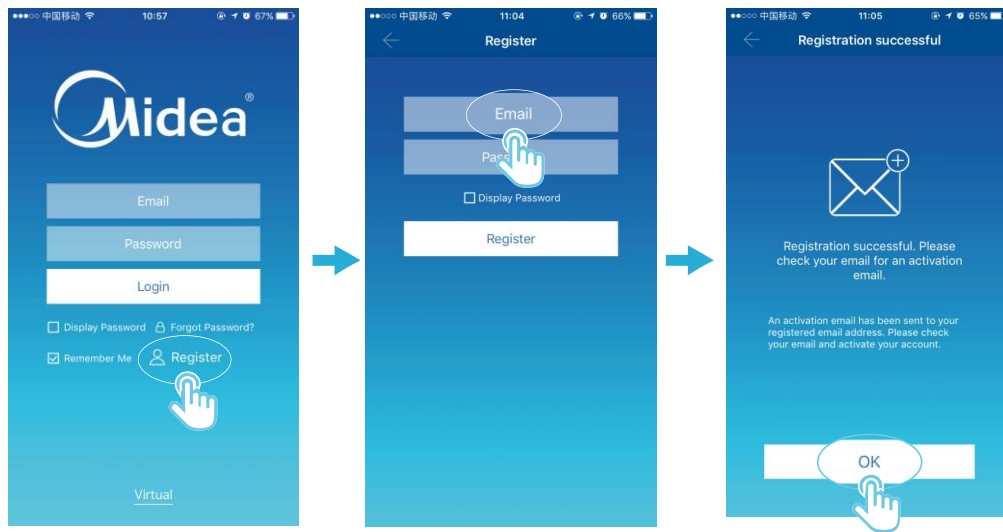 中国移动 10:57 67%
Midea®
Email
Password
Login
Display Password Forgot Password?
Remember Me Register
Virtual
中国移动 11:04 66%
Register
Email
Display Password
Register
中国移动 11:05 65%
Registration successful
Registration successful. Please
check your email for an activation
email.
An activation email has been sent to your
registered email address. Please check
your email and activate your account.
OK